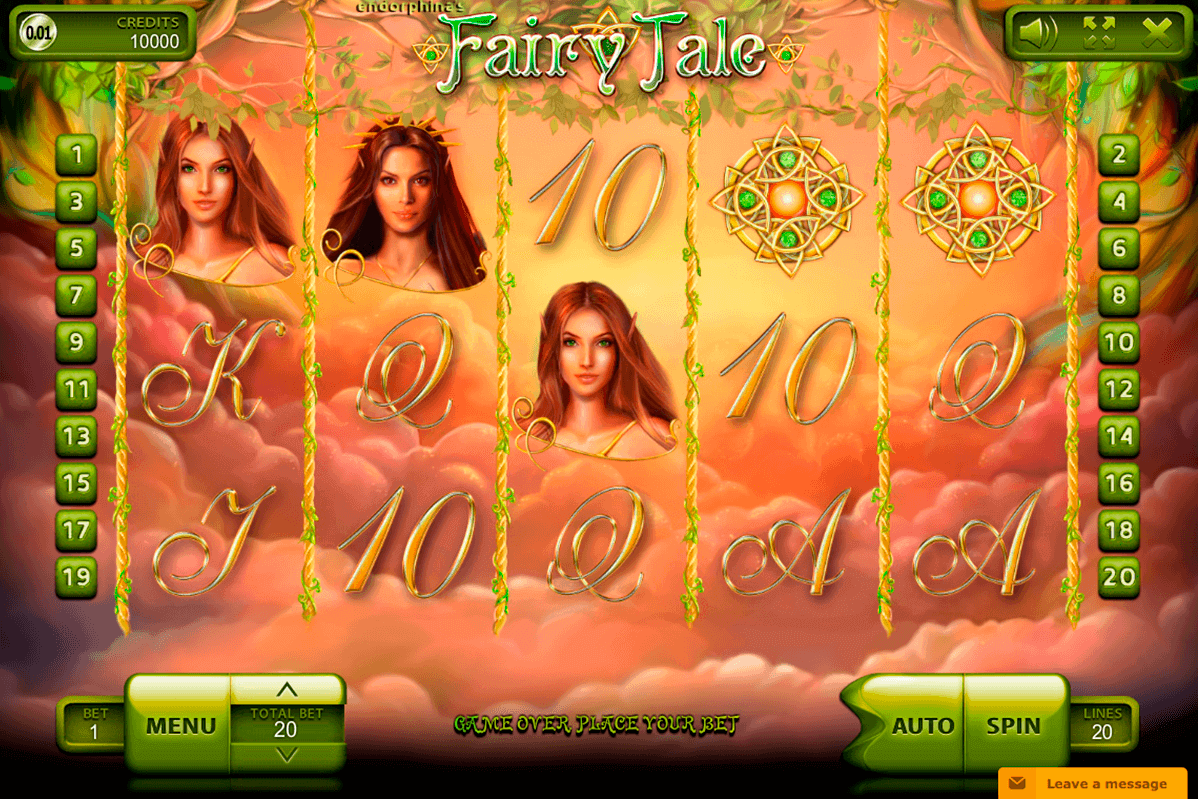 endorphina's
Fairy Tale
0.01
CREDITS
10000
1
3
5
7
9
11
13
15
17
19
10
K Q 10 Q
J 10 Q A A
2
4
6
8
10
12
14
16
18
20
BET
1
MENU
TOTAL BET
20
GAME OVER PLACE YOUR BET
AUTO
SPIN
LINES
20
Leave a message